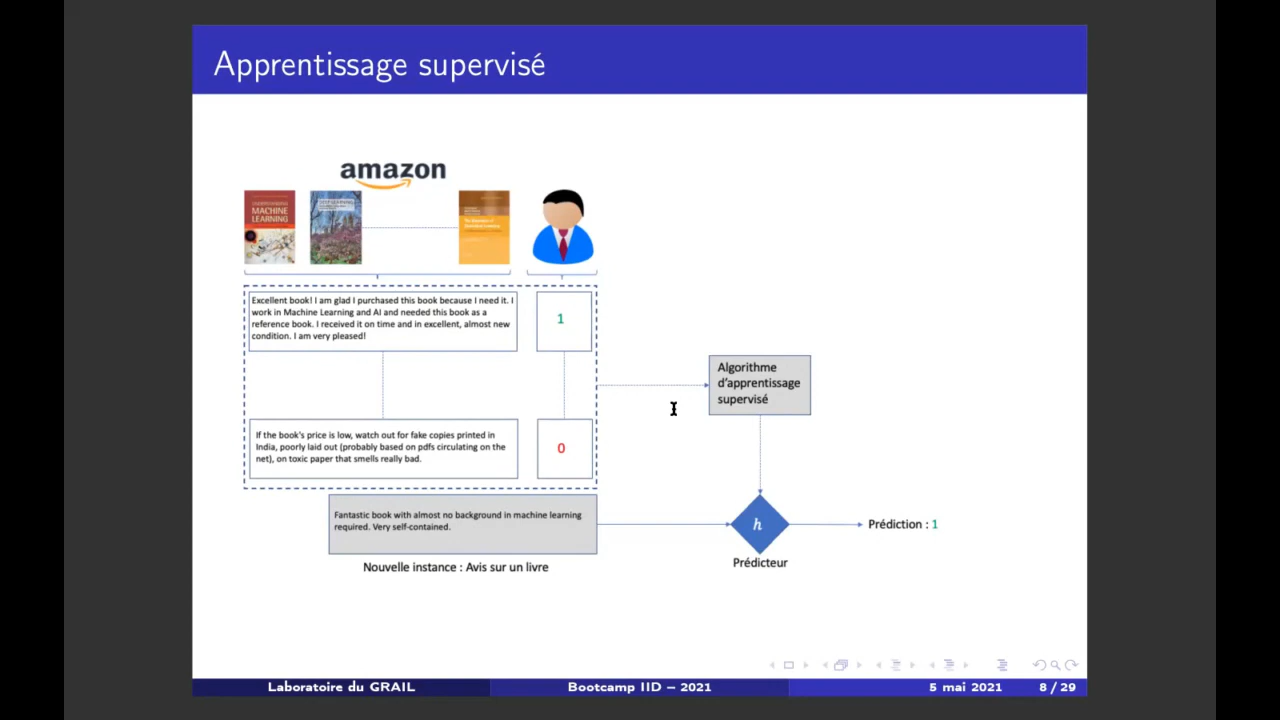 Apprentissage supervisé
amazon
UNDERSTANDING
MACHINE
LEARNING
DEEP LEARNING
Excellent book! I am glad I purchased this book because I need it. I
work in Machine Learning and AI and needed this book as a
reference book. I received it on time and in excellent, almost new
condition. I am very pleased!
1
Algorithme
d'apprentissage
supervisé
If the book's price is low, watch out for fake copies printed in
India, poorly laid out (probably based on pdfs circulating on the
net), on toxic paper that smells really bad.
0
Fantastic book with almost no background in machine learning
required. Very self-contained.
h
Prédiction : 1
Nouvelle instance : Avis sur un livre
Prédicteur
Laboratoire du GRAIL
Bootcamp IID – 2021
5 mai 2021
8 / 29